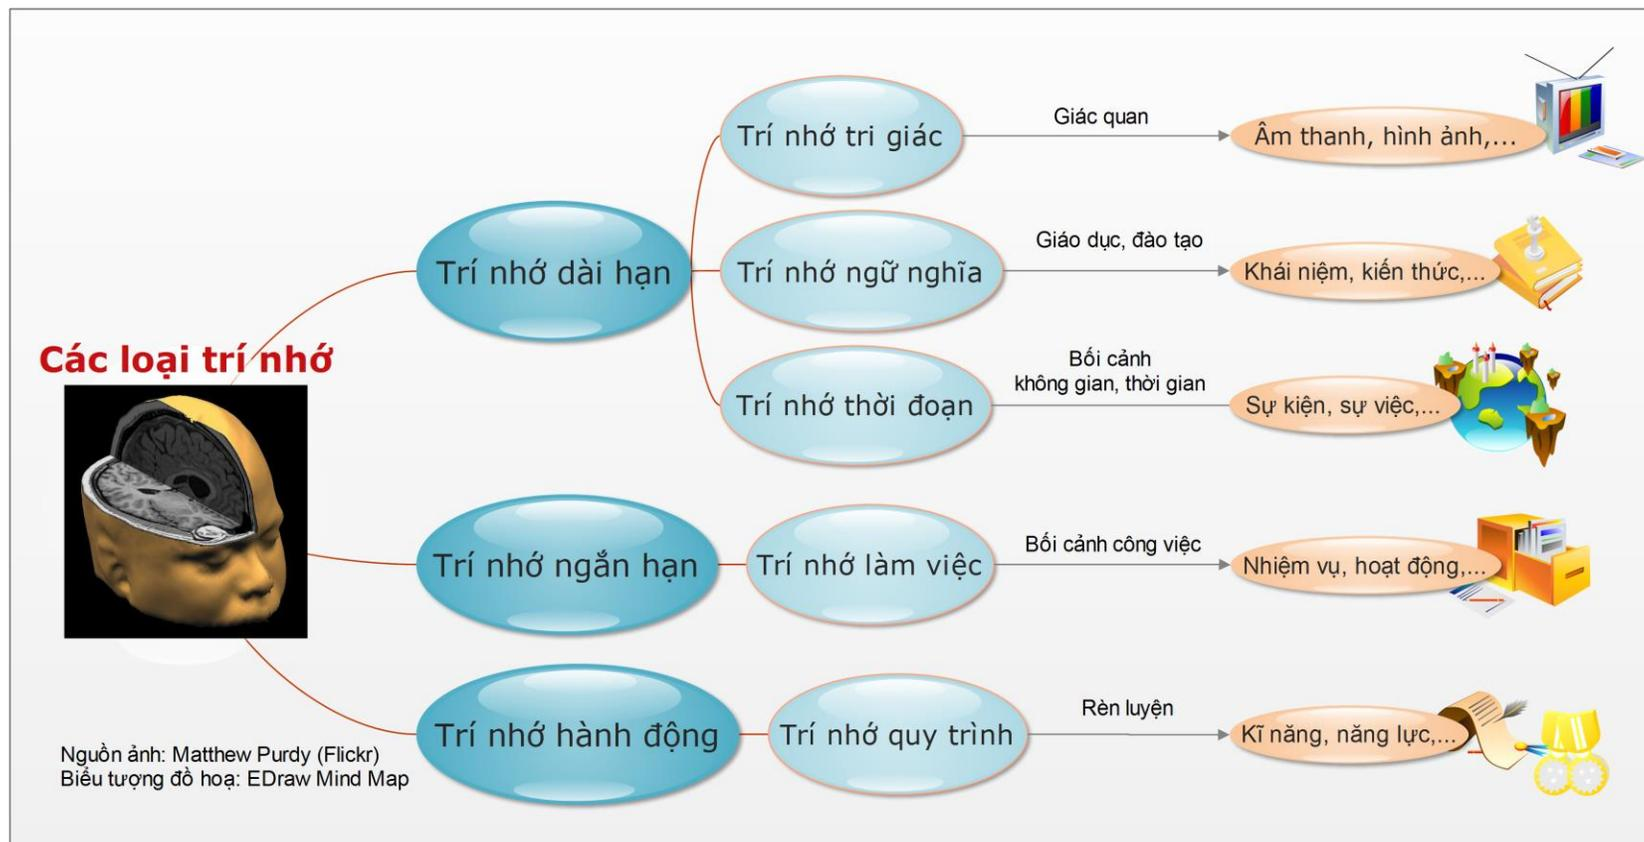 Các loại trí nhớ
Trí nhớ dài hạn
Trí nhớ tri giác
Giác quan
Âm thanh, hình ảnh,...
Trí nhớ ngữ nghĩa
Giáo dục, đào tạo
Khái niệm, kiến thức,...
Trí nhớ thời đoạn
Bối cảnh
không gian, thời gian
Sự kiện, sự việc,...
Trí nhớ ngắn hạn
Trí nhớ làm việc
Bối cảnh công việc
Nhiệm vụ, hoạt động,...
Trí nhớ hành động
Trí nhớ quy trình
Rèn luyện
Kĩ năng, năng lực,...
Nguồn ảnh: Matthew Purdy (Flickr)
Biểu tượng đồ hoạ: EDraw Mind Map